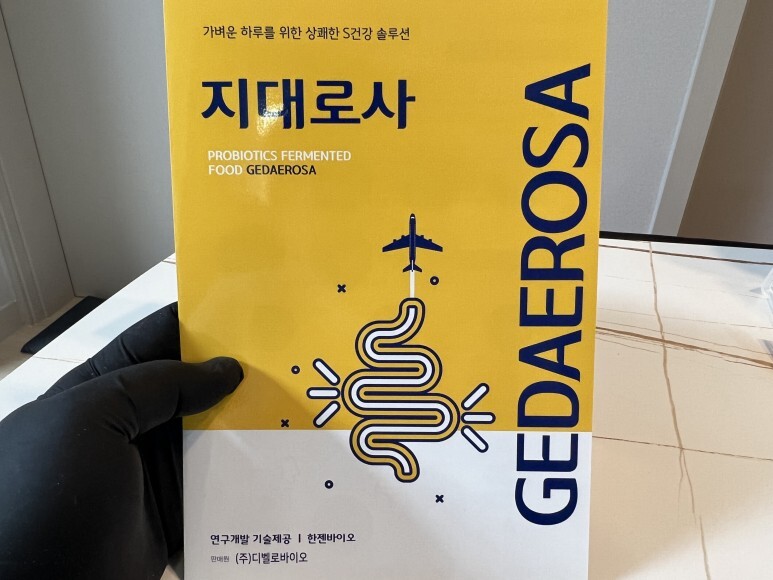 가벼운 하루를 위한 상쾌한 S건강 솔루션
지대로사
PROBIOTICS FERMENTED
FOOD GEDAEROSA
GEDAEROSA
연구개발 기술제공 | 한젠바이오
판매원 (주)디벨로바이오